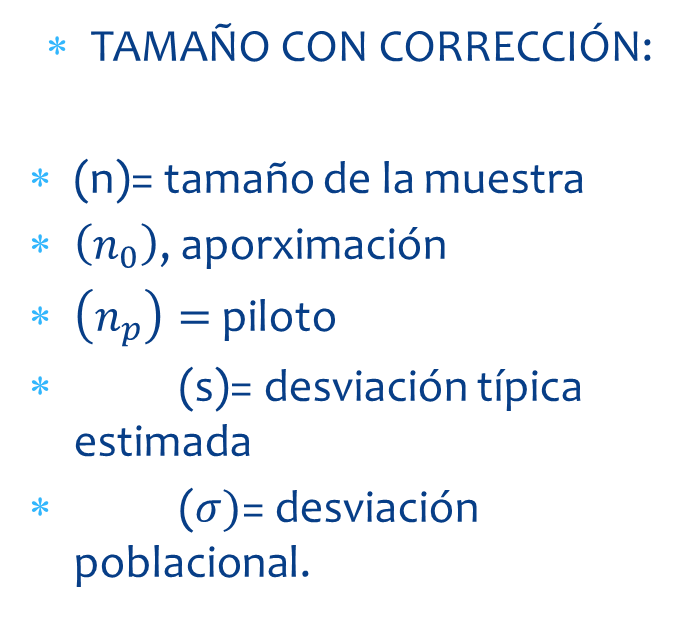 * TAMAÑO CON CORRECCIÓN:
* (n)= tamaño de la muestra
* (n₀), aporximación
* (nₚ) = piloto
* (s)= desviación típica
estimada
* (σ)= desviación
poblacional.